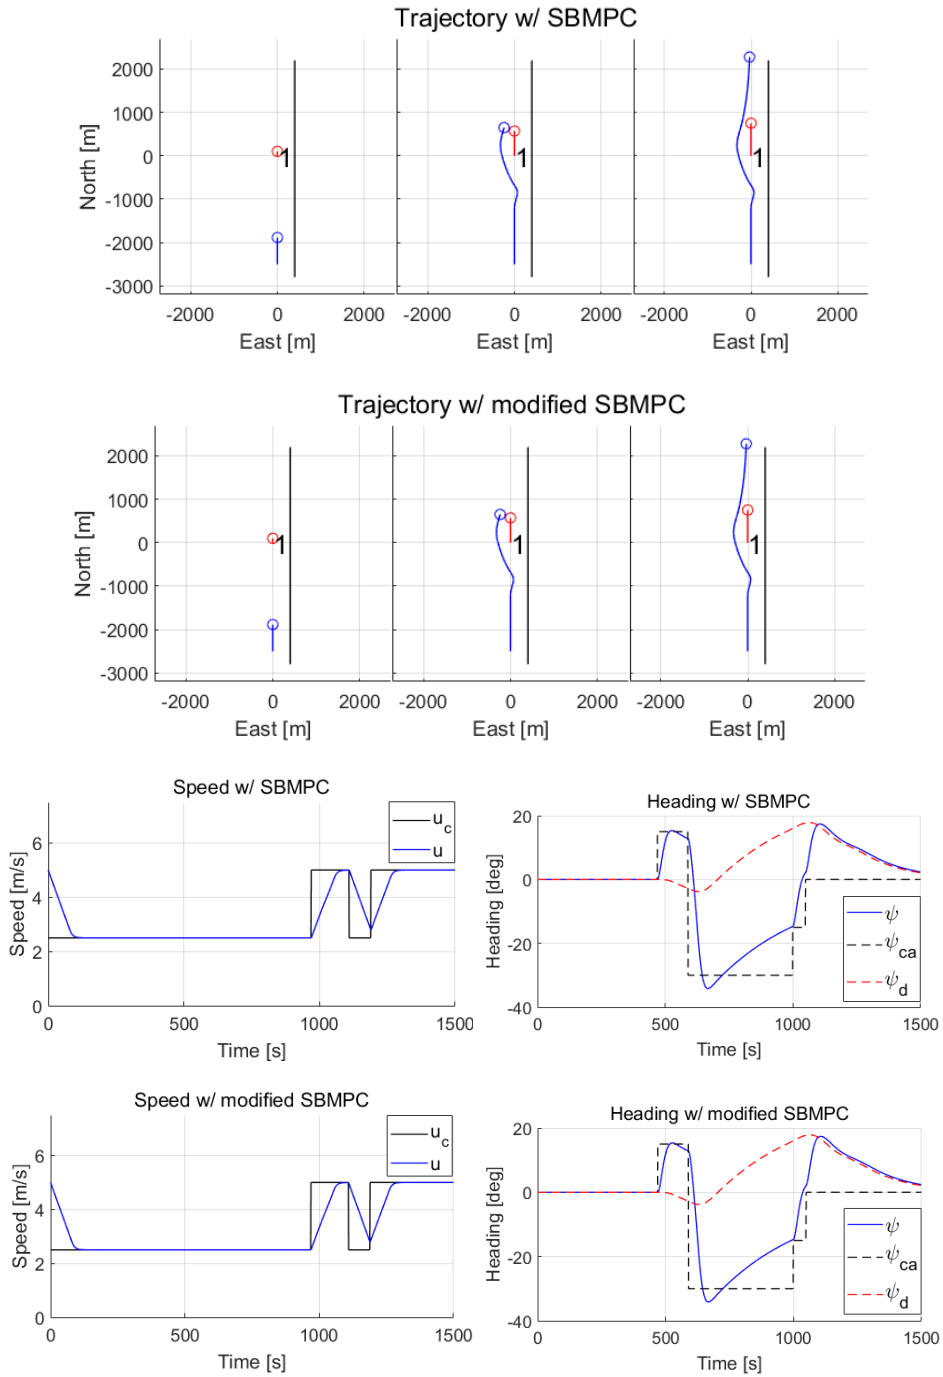 Trajectory w/ SBMPC
2000
1000
0
-1000
-2000
-3000
North [m]
1
1
1
-2000 0 2000
-2000 0 2000
-2000 0 2000
East [m]
East [m]
East [m]
Trajectory w/ modified SBMPC
2000
1000
0
-1000
-2000
-3000
North [m]
1
1
1
-2000 0 2000
-2000 0 2000
-2000 0 2000
East [m]
East [m]
East [m]
Speed w/ SBMPC
6
4
2
0
Speed [m/s]
u_c
u
0 500 1000 1500
Time [s]
Heading w/ SBMPC
20
0
-20
-40
Heading [deg]
ψ
ψ_ca
ψ_d
0 500 1000 1500
Time [s]
Speed w/ modified SBMPC
6
4
2
0
Speed [m/s]
u_c
u
0 500 1000 1500
Time [s]
Heading w/ modified SBMPC
20
0
-20
-40
Heading [deg]
ψ
ψ_ca
ψ_d
0 500 1000 1500
Time [s]